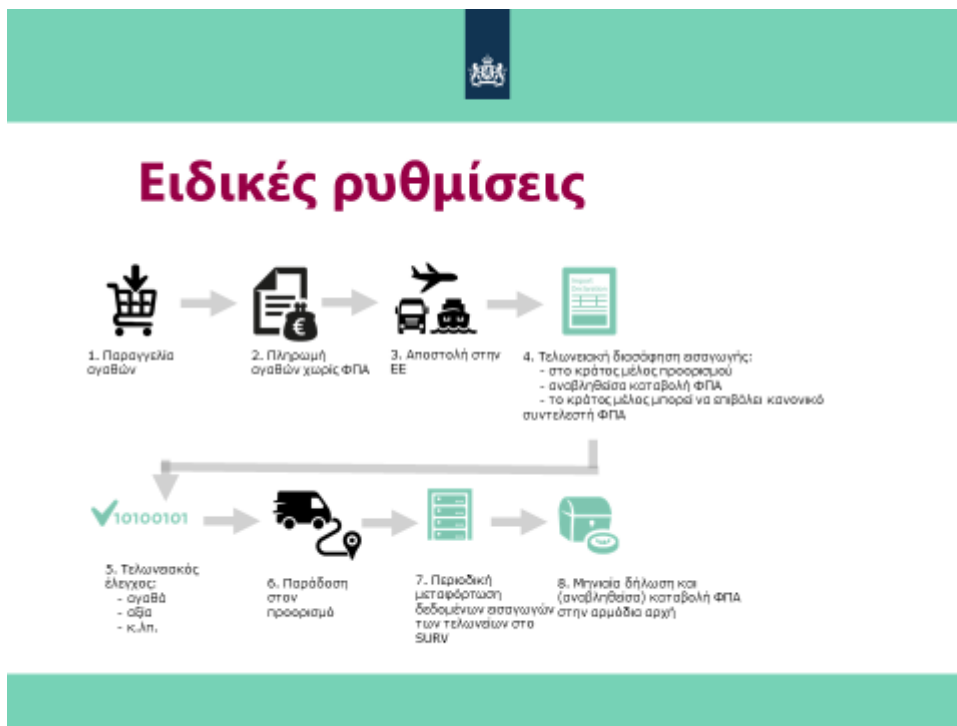 Ειδικές ρυθμίσεις
1. Παραγγελία
αγαθών
2. Πληρωμή
αγαθών χωρίς ΦΠΑ
3. Αποστολή στην
ΕΕ
Import
Declaration
4. Τελωνειακή διασάφηση εισαγωγής:
- στο κράτος μέλος προορισμού
- αναβληθείσα καταβολή ΦΠΑ
- το κράτος μέλος μπορεί να επιβάλει κανονικό
συντελεστή ΦΠΑ
10100101
5. Τελωνειακός
έλεγχος:
- αγαθά
- αξία
- κ.λπ.
6. Παράδοση
στον
προορισμό
7. Περιοδική
μεταφόρτωση
δεδομένων εισαγωγών
των τελωνείων στο
SURV
8. Μηνιαία δήλωση και
(αναβληθείσα) καταβολή ΦΠΑ
στην αρμόδια αρχή